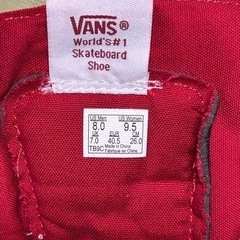 VANS
World's#1
Skateboard
Shoe
US Men US Women
8.0 9.5
UK EUR CM
7.0 40.5 26.0
TB9C Made in China
Fabriqué en Chine